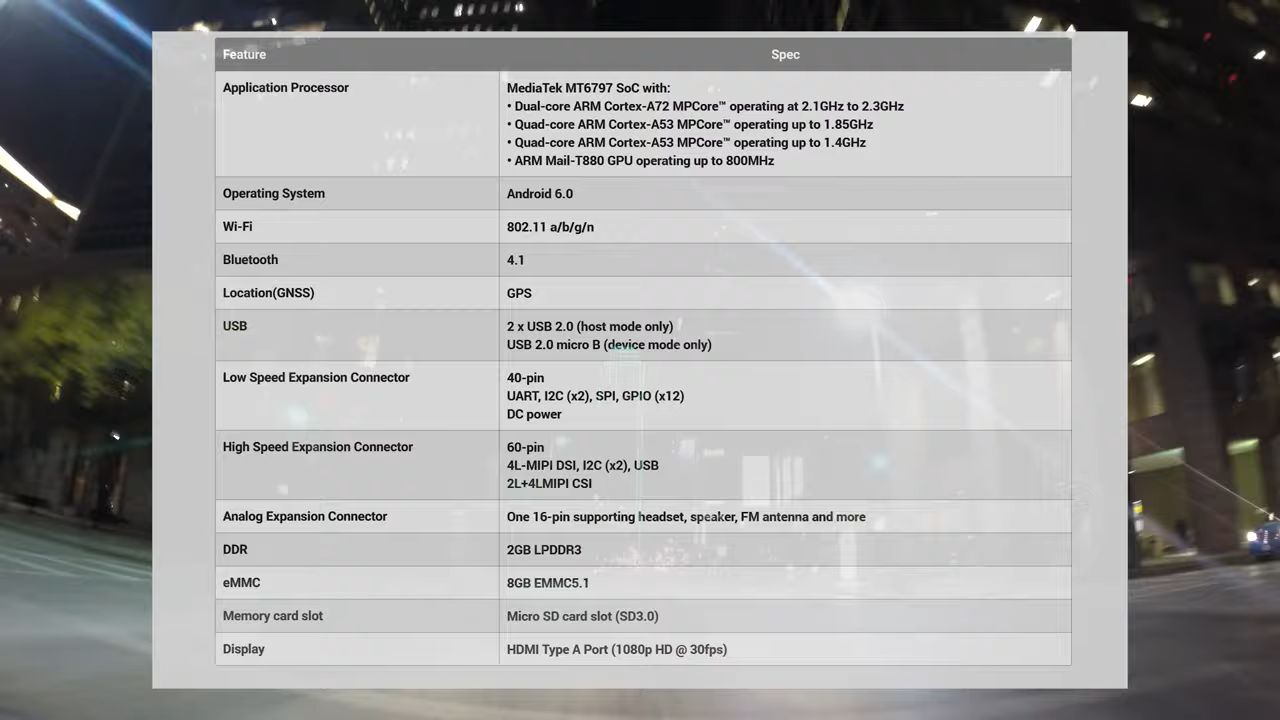 Feature Spec
Application Processor MediaTek MT6797 SoC with:
• Dual-core ARM Cortex-A72 MPCore™ operating at 2.1GHz to 2.3GHz
• Quad-core ARM Cortex-A53 MPCore™ operating up to 1.85GHz
• Quad-core ARM Cortex-A53 MPCore™ operating up to 1.4GHz
• ARM Mail-T880 GPU operating up to 800MHz
Operating System Android 6.0
Wi-Fi 802.11 a/b/g/n
Bluetooth 4.1
Location(GNSS) GPS
USB 2 x USB 2.0 (host mode only)
USB 2.0 micro B (device mode only)
Low Speed Expansion Connector 40-pin
UART, I2C (x2), SPI, GPIO (x12)
DC power
High Speed Expansion Connector 60-pin
4L-MIPI DSI, I2C (x2), USB
2L+4LMIPI CSI
Analog Expansion Connector One 16-pin supporting headset, speaker, FM antenna and more
DDR 2GB LPDDR3
eMMC 8GB EMMC5.1
Memory card slot Micro SD card slot (SD3.0)
Display HDMI Type A Port (1080p HD @ 30fps)